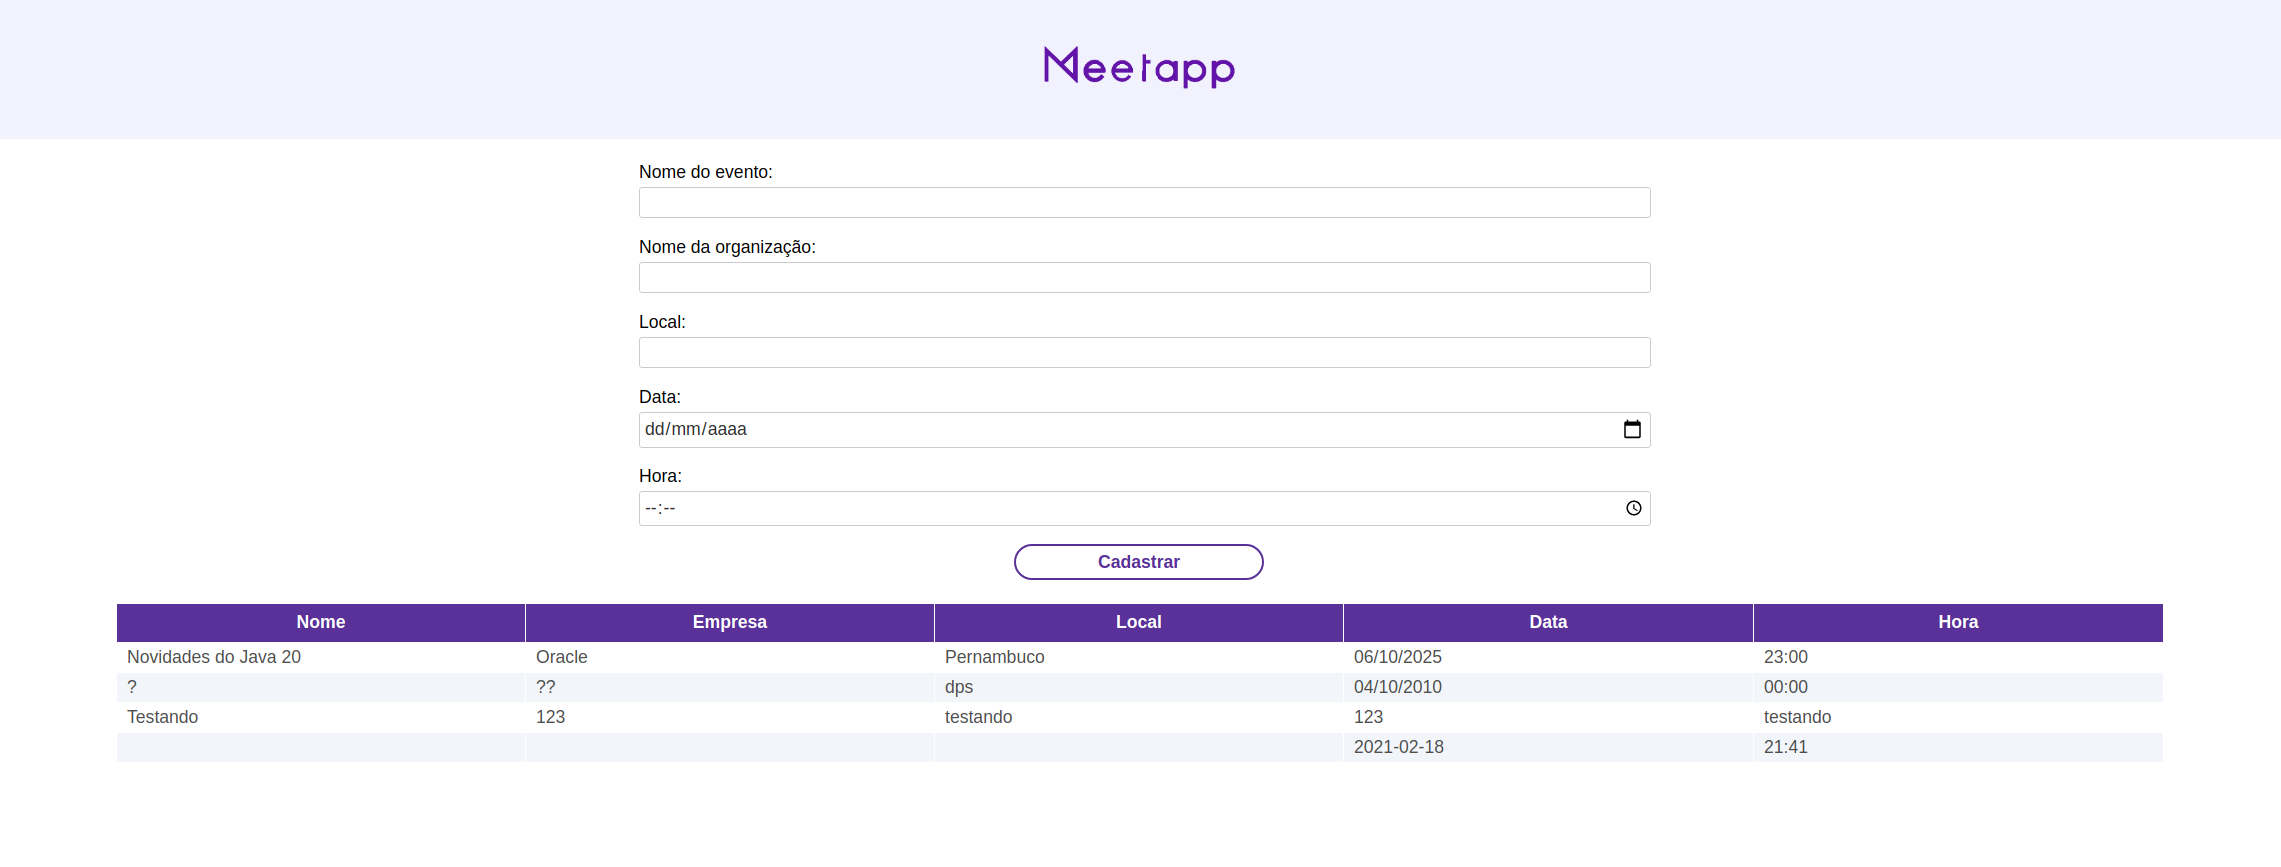 Meetapp
Nome do evento:
Nome da organização:
Local:
Data:
dd/mm/aaaa
Hora:
--:--
Cadastrar
Nome Empresa Local Data Hora
Novidades do Java 20 Oracle Pernambuco 06/10/2025 23:00
? ?? dps 04/10/2010 00:00
Testando 123 testando 123 testando
2021-02-18 21:41